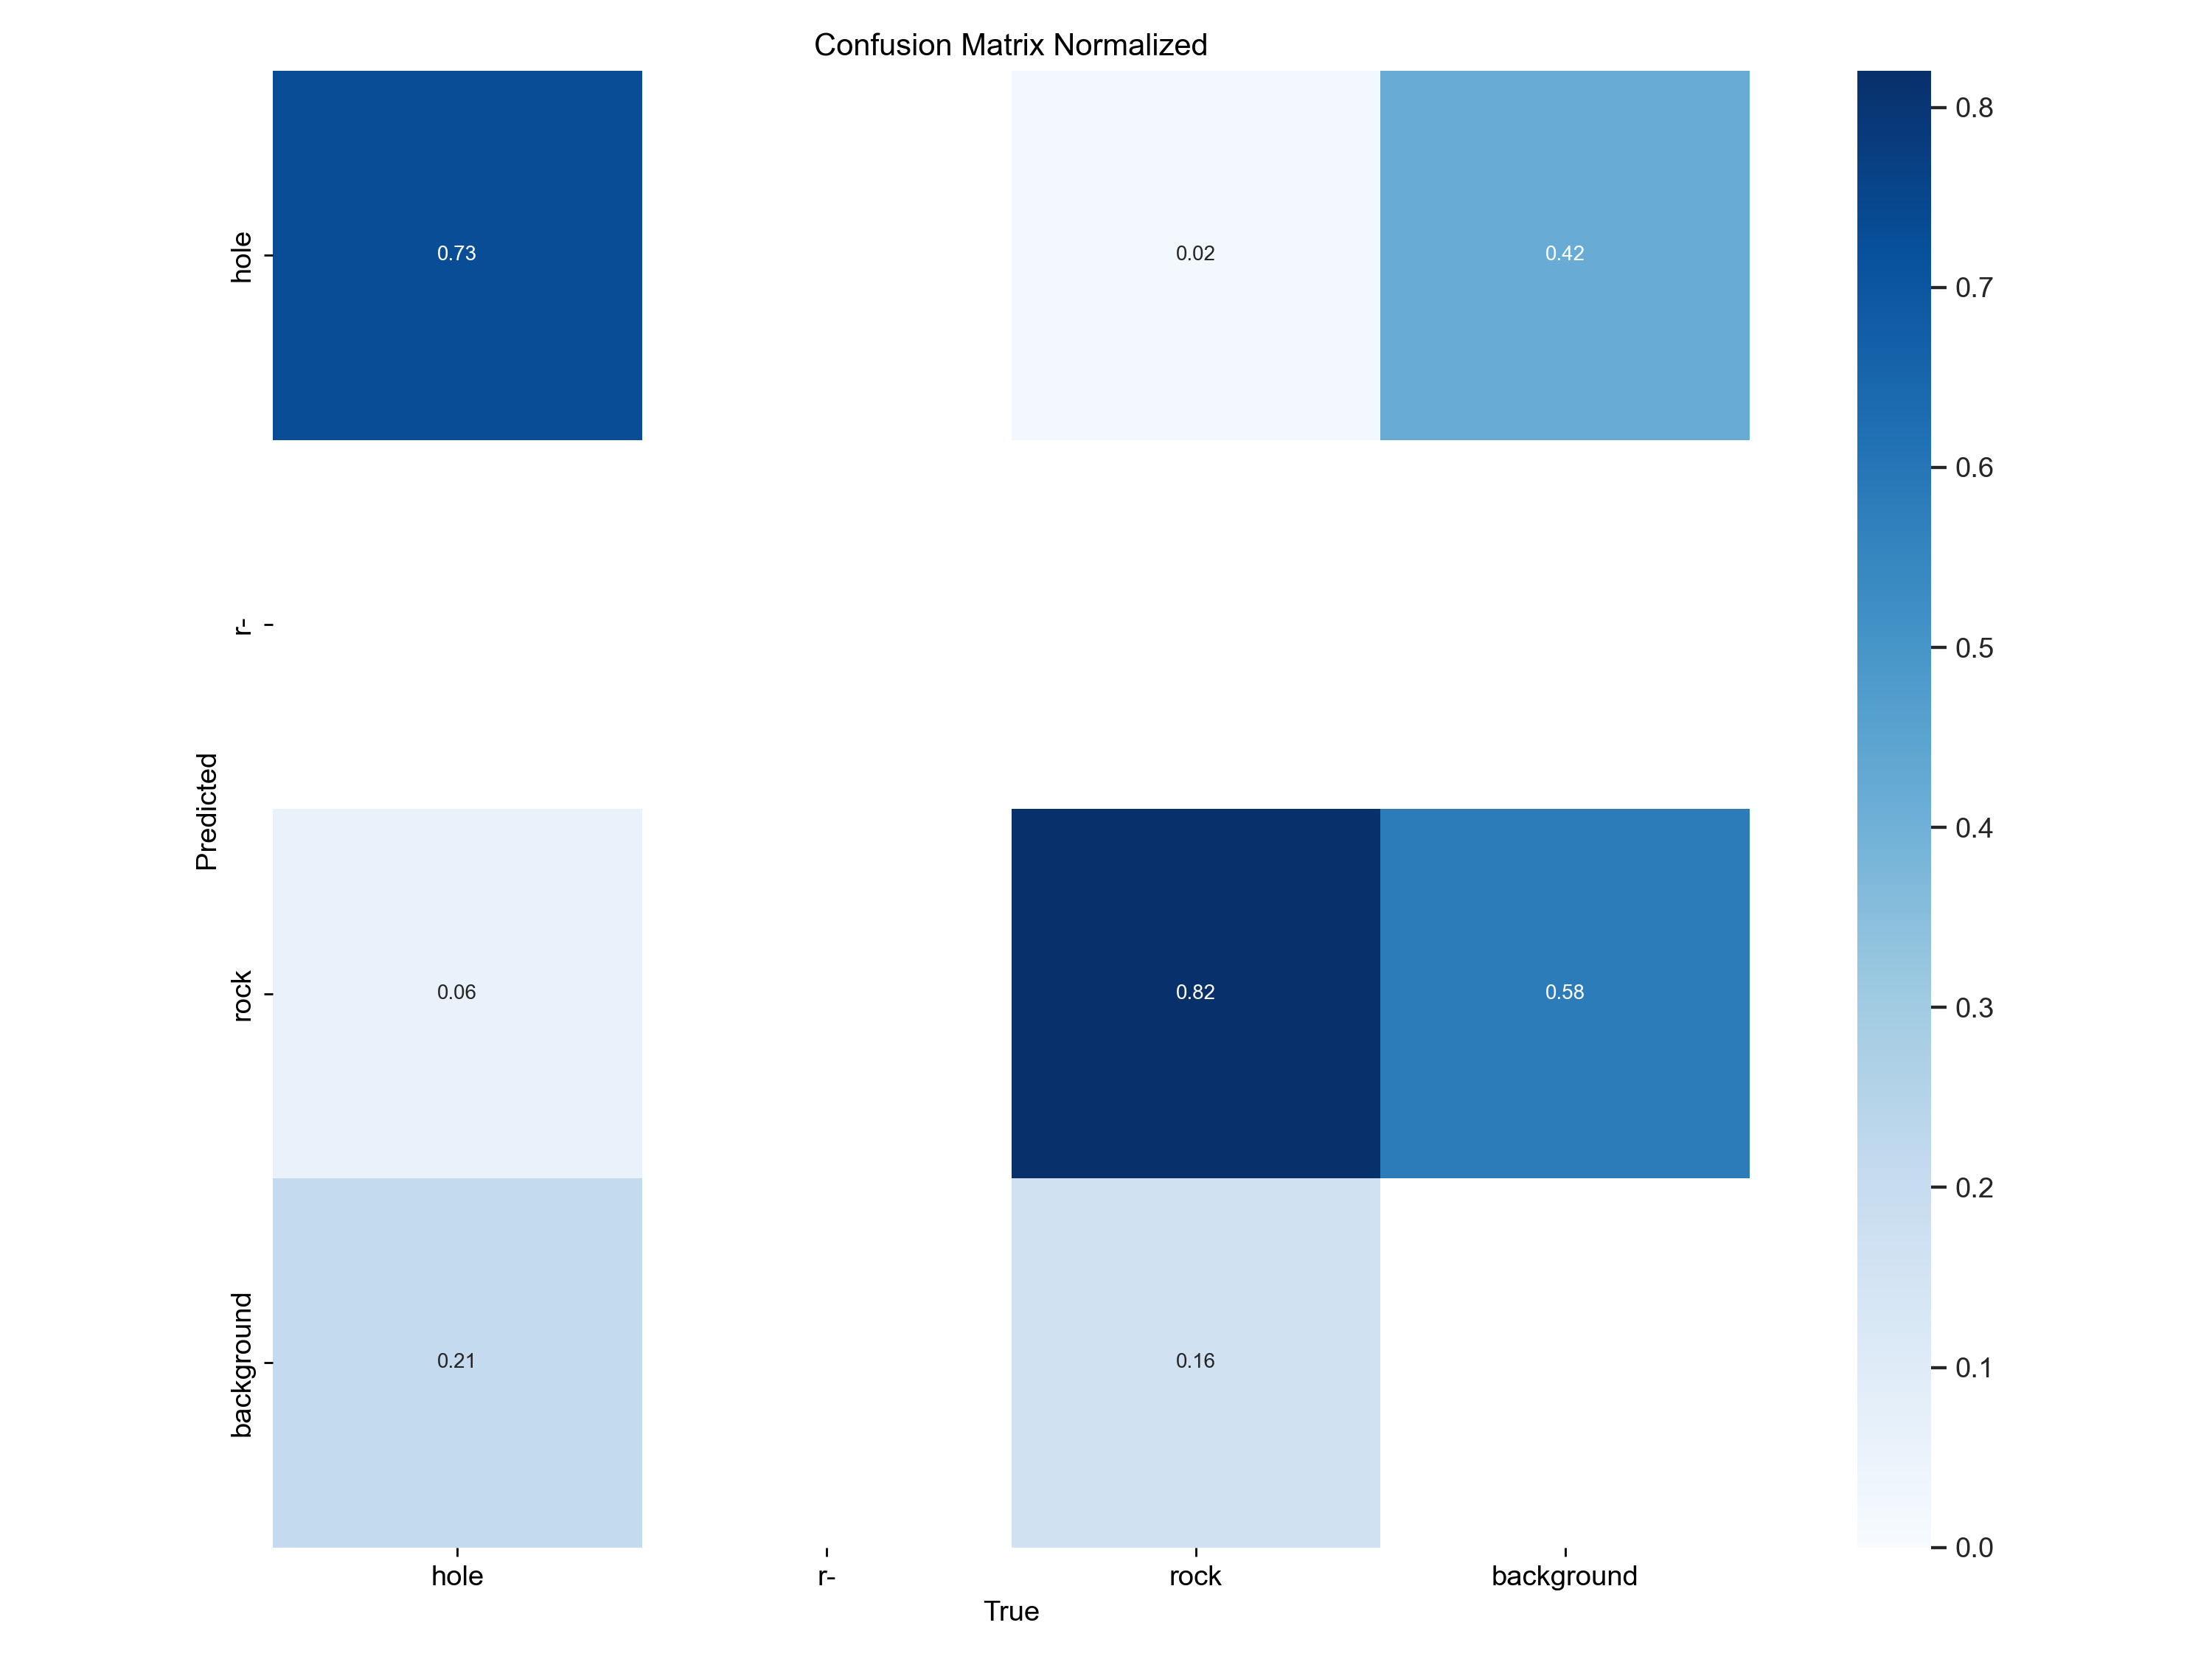 Confusion Matrix Normalized
hole
0.73
0.02
0.42
r-
rock
0.06
0.82
0.58
background
0.21
0.16
Predicted
hole
r-
rock
background
True
0.8
0.7
0.6
0.5
0.4
0.3
0.2
0.1
0.0